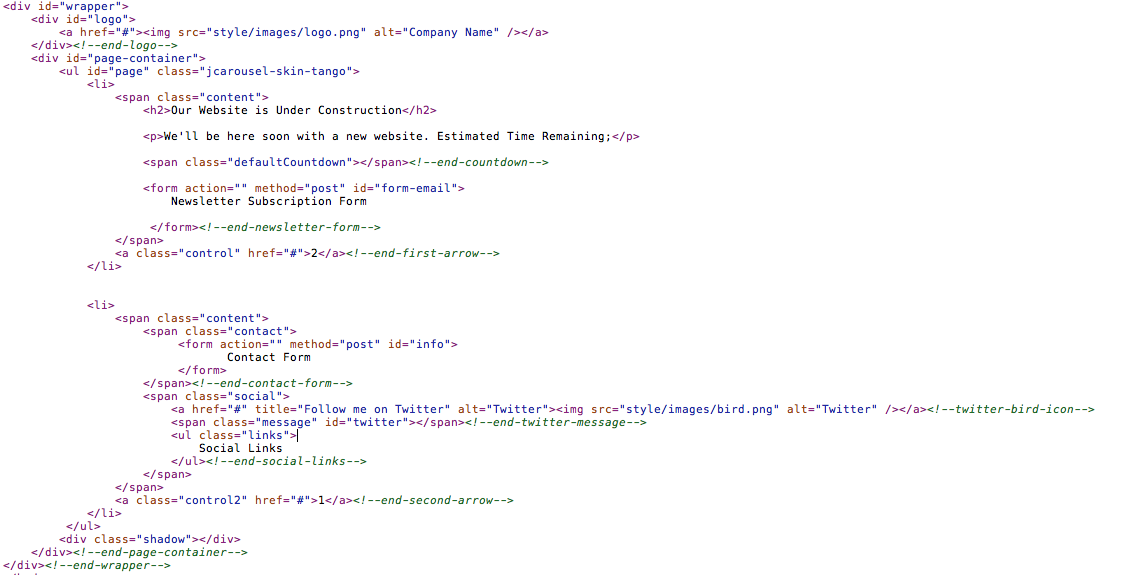 <div id="wrapper">
<div id="logo">
<a href="#"><img src="style/images/logo.png" alt="Company Name" /></a>
</div><!--end-logo-->
<div id="page-container">
<ul id="page" class="jcarousel-skin-tango">
<li>
<span class="content">
<h2>Our Website is Under Construction</h2>
<p>We'll be here soon with a new website. Estimated Time Remaining;</p>
<span class="defaultCountdown"></span><!--end-countdown-->
<form action="" method="post" id="form-email">
Newsletter Subscription Form
</form><!--end-newsletter-form-->
</span>
<a class="control" href="#">2</a><!--end-first-arrow-->
</li>
<li>
<span class="content">
<span class="contact">
<form action="" method="post" id="info">
Contact Form
</form>
</span><!--end-contact-form-->
<span class="social">
<a href="#" title="Follow me on Twitter" alt="Twitter"><img src="style/images/bird.png" alt="Twitter" /></a><!--twitter-bird-icon-->
<span class="message" id="twitter"></span><!--end-twitter-message-->
<ul class="links">
Social Links
</ul><!--end-social-links-->
</span>
</span>
<a class="control2" href="#">1</a><!--end-second-arrow-->
</li>
</ul>
<div class="shadow"></div>
</div><!--end-page-container-->
</div><!--end-wrapper-->